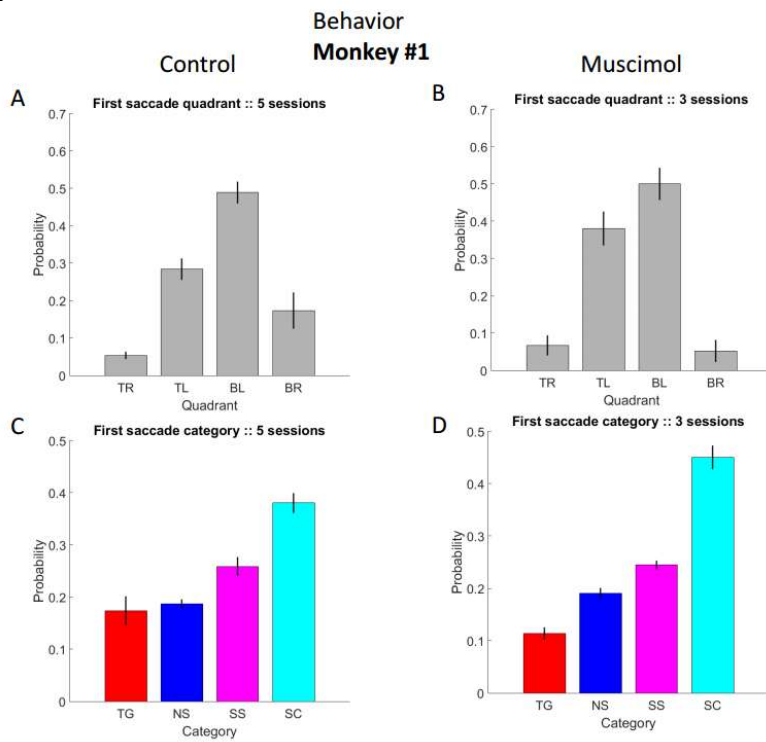 Behavior
Monkey #1
Control
Muscimol
A
First saccade quadrant :: 5 sessions
0.7
0.6
0.5
0.4
0.3
0.2
0.1
0
Probability
TR TL BL BR
Quadrant
B
First saccade quadrant :: 3 sessions
0.7
0.6
0.5
0.4
0.3
0.2
0.1
0
Probability
TR TL BL BR
Quadrant
C
First saccade category :: 5 sessions
0.5
0.4
0.3
0.2
0.1
0
Probability
TG NS SS SC
Category
D
First saccade category :: 3 sessions
0.5
0.4
0.3
0.2
0.1
0
Probability
TG NS SS SC
Category